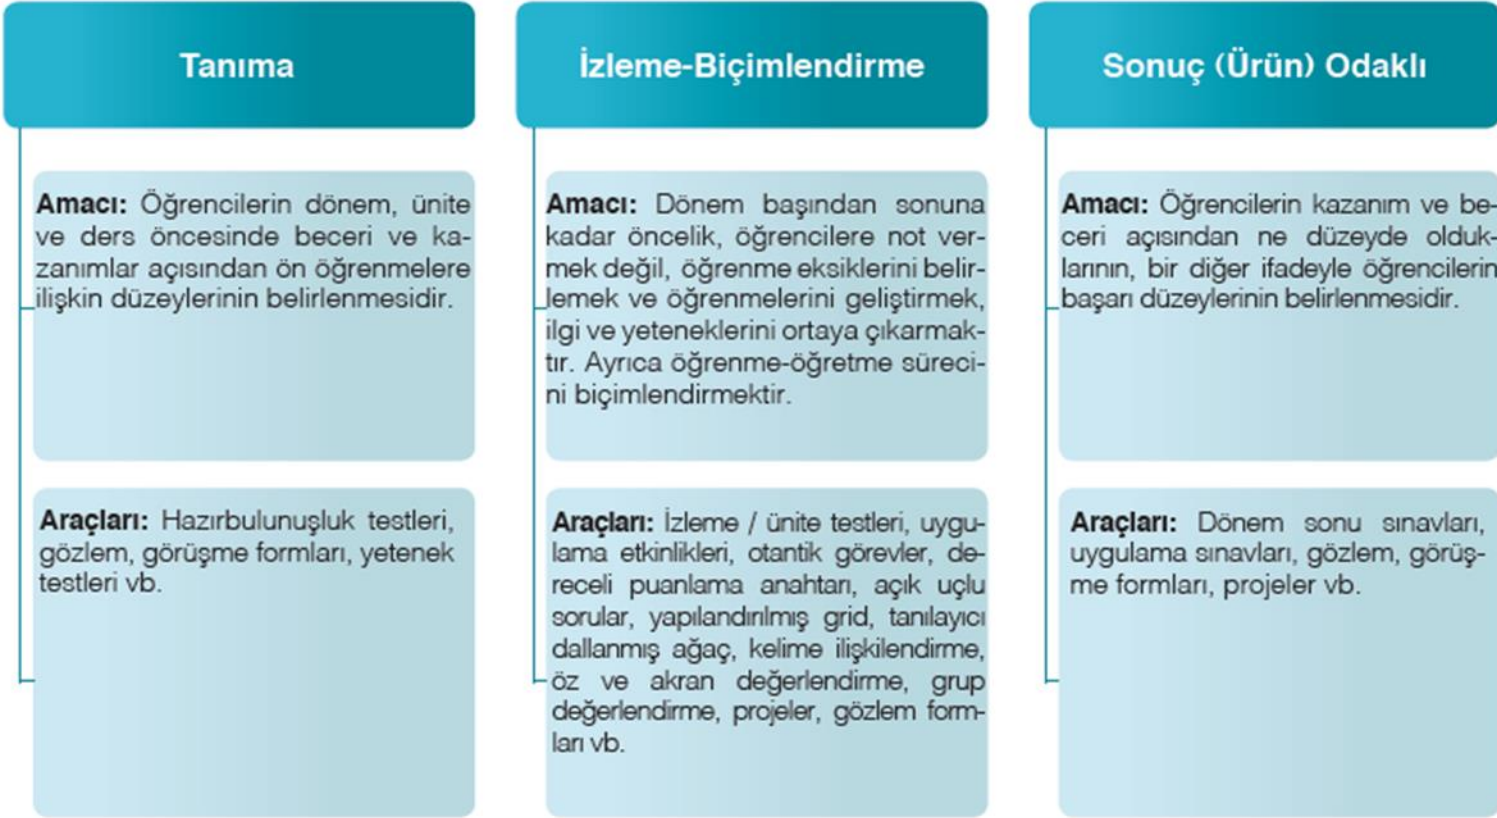 Tanıma
Amacı: Öğrencilerin dönem, ünite
ve ders öncesinde beceri ve ka-
zanımlar açısından ön öğrenmelere
ilişkin düzeylerinin belirlenmesidir.
Araçları: Hazırbulunuşluk testleri,
gözlem, görüşme formları, yetenek
testleri vb.
İzleme-Biçimlendirme
Amacı: Dönem başından sonuna
kadar öncelik, öğrencilere not ver-
mek değil, öğrenme eksiklerini belir-
lemek ve öğrenmelerini geliştirmek,
ilgi ve yeteneklerini ortaya çıkarmak-
tır. Ayrıca öğrenme-öğretme süreci-
ni biçimlendirmektir.
Araçları: İzleme / ünite testleri, uygu-
lama etkinlikleri, otantik görevler, de-
receli puanlama anahtarı, açık uçlu
sorular, yapılandırılmış grid, tanılayıcı
dallanmış ağaç, kelime ilişkilendirme,
öz ve akran değerlendirme, grup
değerlendirme, projeler, gözlem form-
ları vb.
Sonuç (Ürün) Odaklı
Amacı: Öğrencilerin kazanım ve be-
ceri açısından ne düzeyde olduk-
larının, bir diğer ifadeyle öğrencilerin
başarı düzeylerinin belirlenmesidir.
Araçları: Dönem sonu sınavları,
uygulama sınavları, gözlem, görüş-
me formları, projeler vb.